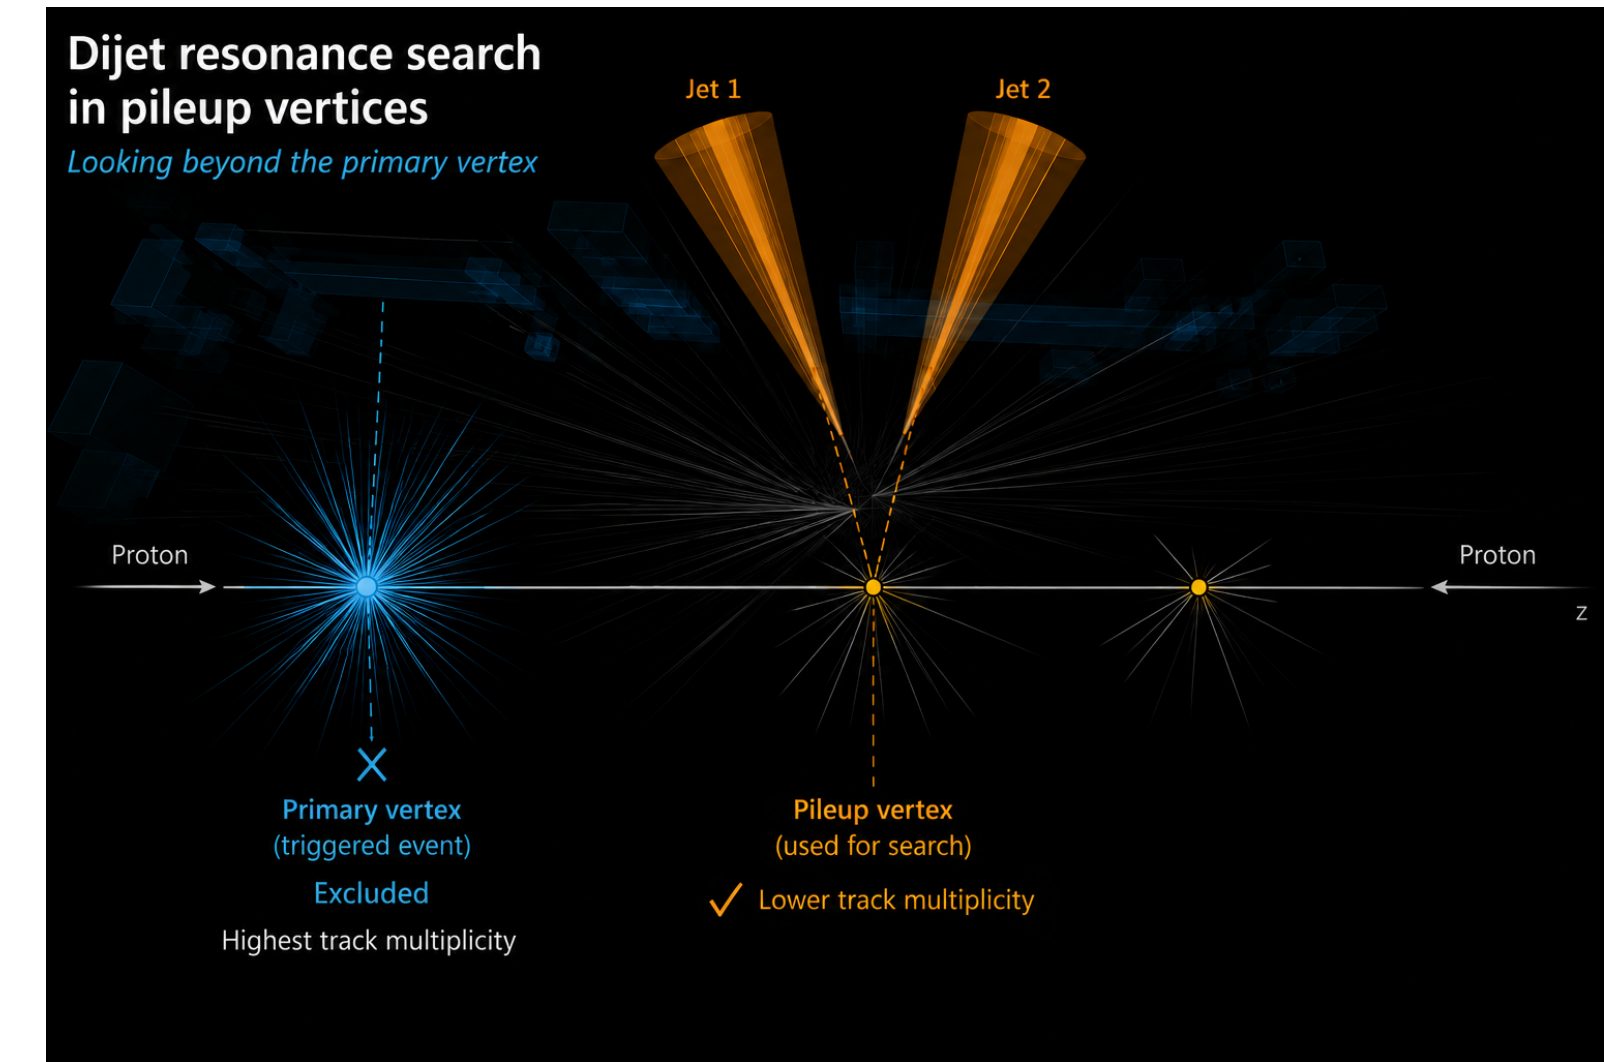 Dijet resonance search
in pileup vertices
Looking beyond the primary vertex
Jet 1
Jet 2
Proton
Proton
z
Primary vertex
(triggered event)
Excluded
Highest track multiplicity
Pileup vertex
(used for search)
Lower track multiplicity